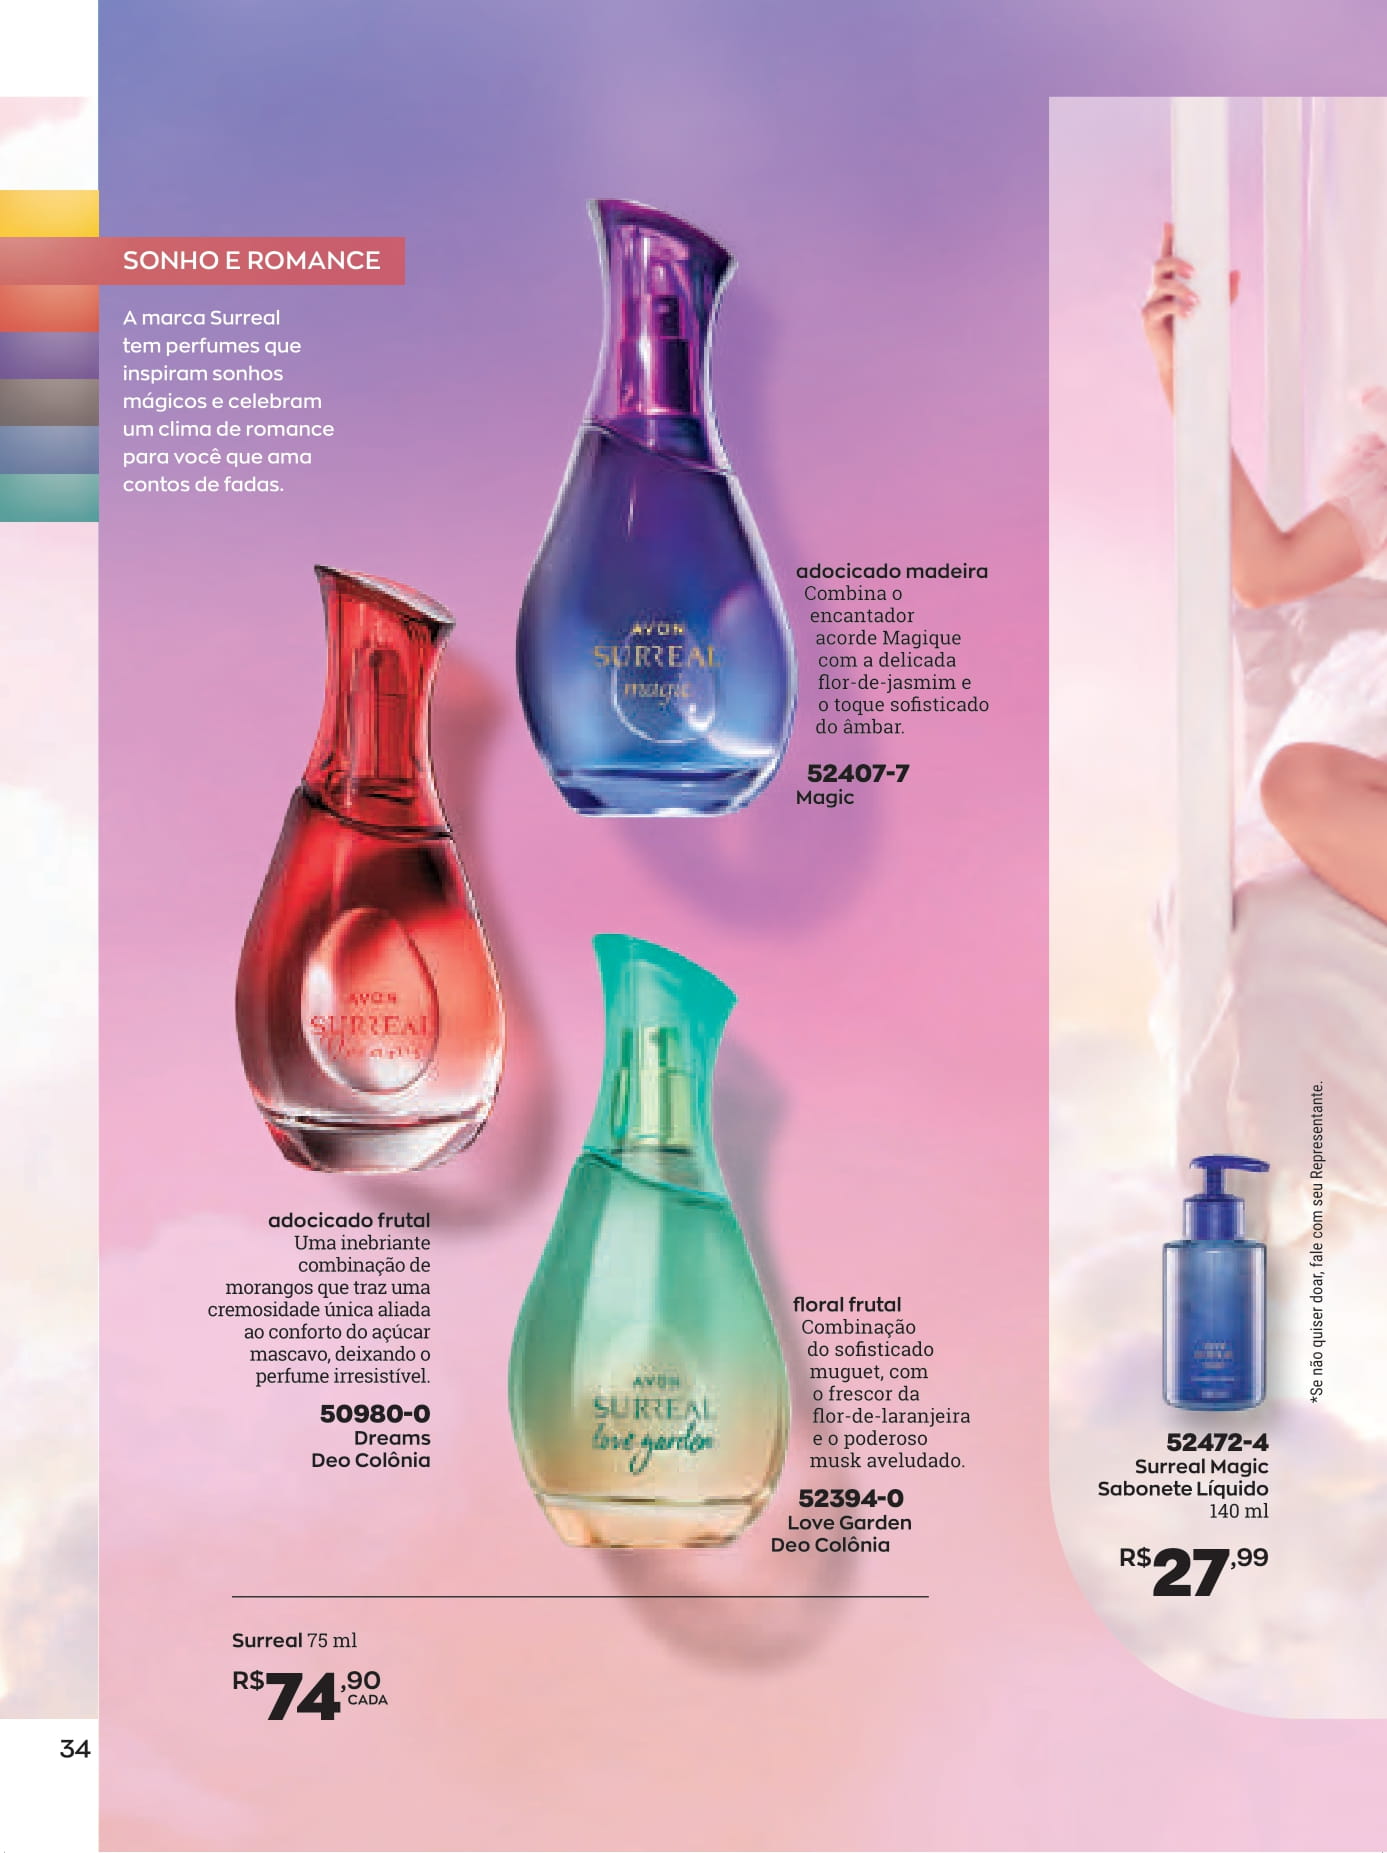 SONHO E ROMANCE
A marca Surreal
tem perfumes que
inspiram sonhos
mágicos e celebram
um clima de romance
para você que ama
contos de fadas.
AVON
SURREAL
magic
adocicado madeira
Combina o
encantador
acorde Magique
com a delicada
flor-de-jasmim e
o toque sofisticado
do âmbar.
52407-7
Magic
AVON
SURREAL
Dreams
adocicado frutal
Uma inebriante
combinação de
morangos que traz uma
cremosidade única aliada
ao conforto do açúcar
mascavo, deixando o
perfume irresistível.
50980-0
Dreams
Deo Colônia
AVON
SURREAL
love garden
floral frutal
Combinação
do sofisticado
muguet, com
o frescor da
flor-de-laranjeira
e o poderoso
musk aveludado.
52394-0
Love Garden
Deo Colônia
Surreal 75 ml
R$74,90
CADA
52472-4
Surreal Magic
Sabonete Líquido
140 ml
R$27,99
*Se não quiser doar, fale com seu Representante.
34